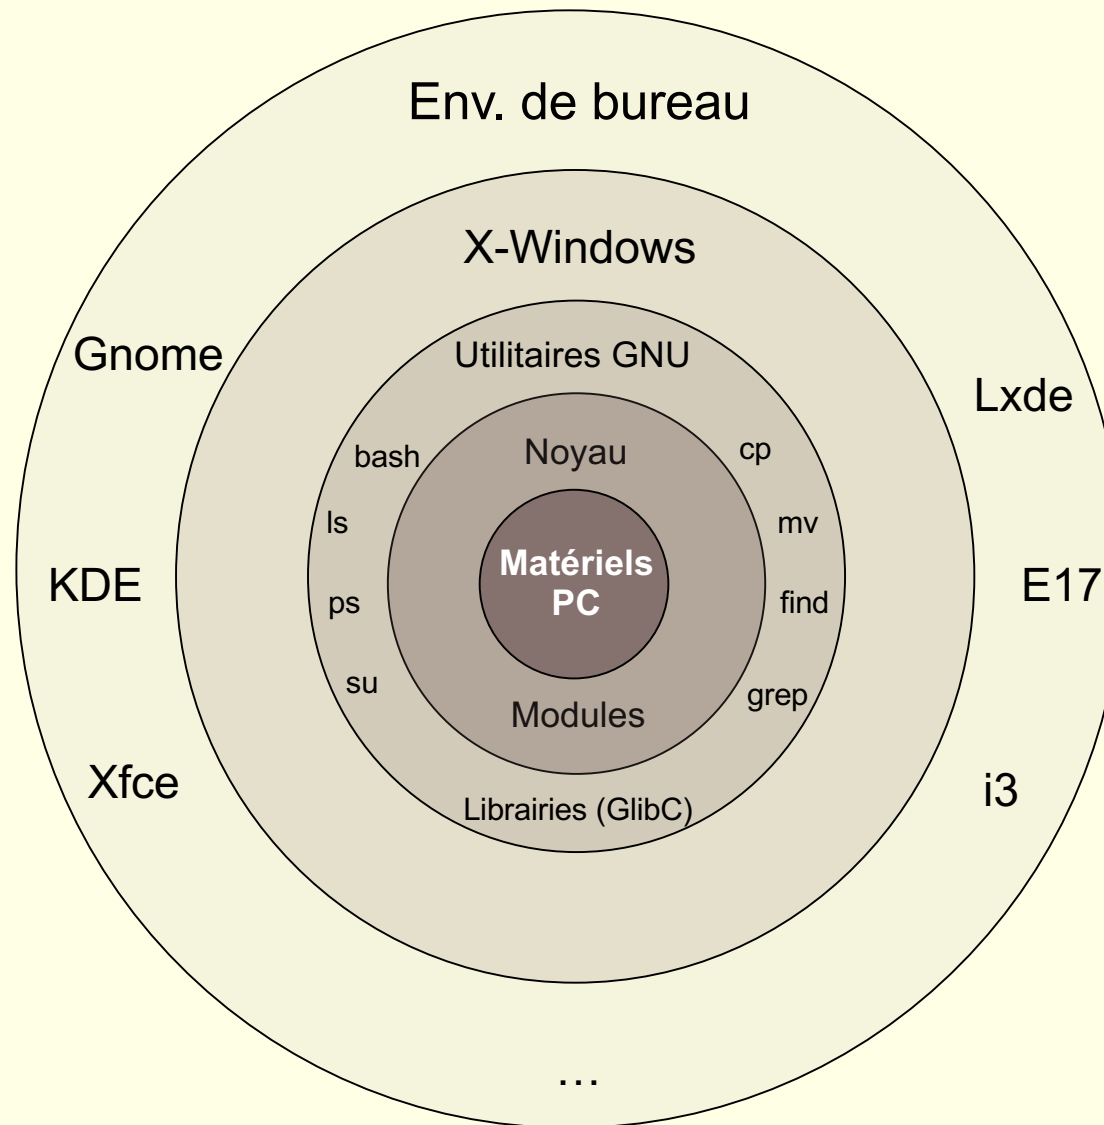 Env. de bureau
X-Windows
Utilitaires GNU
Gnome
Lxde
bash
Noyau
cp
ls
mv
Matériels
PC
KDE
E17
ps
find
su
grep
Modules
Xfce
i3
Librairies (GlibC)
...